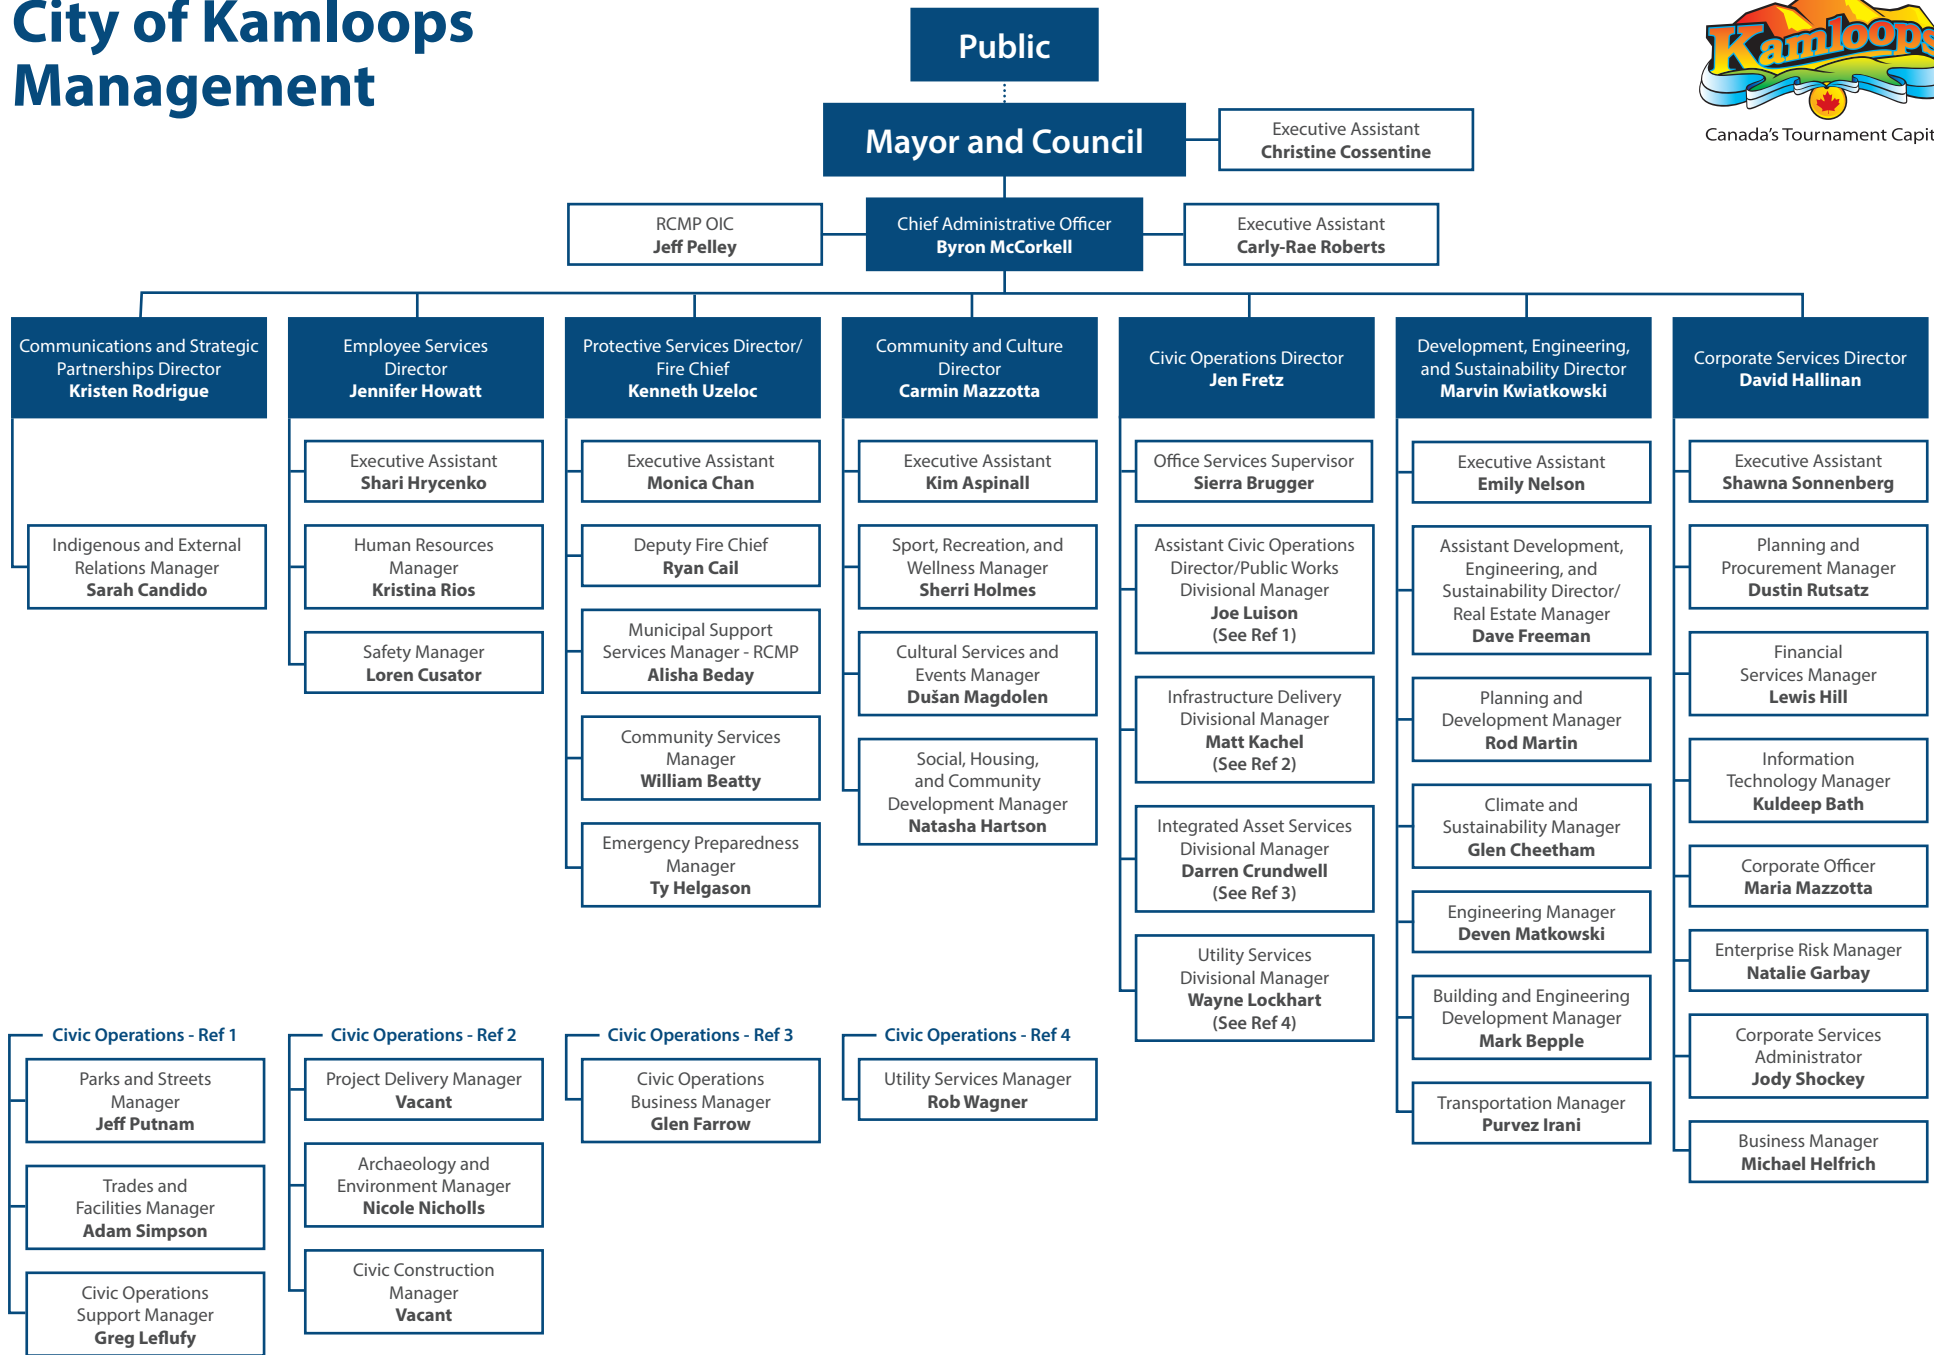 City of Kamloops
Management
Public
Mayor and Council
Executive Assistant
Christine Cossentine
Kamloops
Canada's Tournament Capit
RCMP OIC
Jeff Pelley
Chief Administrative Officer
Byron McCorkell
Executive Assistant
Carly-Rae Roberts
Communications and Strategic
Partnerships Director
Kristen Rodrigue
Indigenous and External
Relations Manager
Sarah Candido
Employee Services
Director
Jennifer Howatt
Executive Assistant
Shari Hrycenko
Human Resources
Manager
Kristina Rios
Safety Manager
Loren Cusator
Protective Services Director/
Fire Chief
Kenneth Uzeloc
Executive Assistant
Monica Chan
Deputy Fire Chief
Ryan Cail
Municipal Support
Services Manager - RCMP
Alisha Beday
Community Services
Manager
William Beatty
Emergency Preparedness
Manager
Ty Helgason
Community and Culture
Director
Carmin Mazzotta
Executive Assistant
Kim Aspinall
Sport, Recreation, and
Wellness Manager
Sherri Holmes
Cultural Services and
Events Manager
Dušan Magdolen
Social, Housing,
and Community
Development Manager
Natasha Hartson
Civic Operations Director
Jen Fretz
Office Services Supervisor
Sierra Brugger
Assistant Civic Operations
Director/Public Works
Divisional Manager
Joe Luison
(See Ref 1)
Infrastructure Delivery
Divisional Manager
Matt Kachel
(See Ref 2)
Integrated Asset Services
Divisional Manager
Darren Crundwell
(See Ref 3)
Utility Services
Divisional Manager
Wayne Lockhart
(See Ref 4)
Development, Engineering,
and Sustainability Director
Marvin Kwiatkowski
Executive Assistant
Emily Nelson
Assistant Development,
Engineering, and
Sustainability Director/
Real Estate Manager
Dave Freeman
Planning and
Development Manager
Rod Martin
Climate and
Sustainability Manager
Glen Cheetham
Engineering Manager
Deven Matkowski
Building and Engineering
Development Manager
Mark Bepple
Transportation Manager
Purvez Irani
Corporate Services Director
David Hallinan
Executive Assistant
Shawna Sonnenberg
Planning and
Procurement Manager
Dustin Rutsatz
Financial
Services Manager
Lewis Hill
Information
Technology Manager
Kuldeep Bath
Corporate Officer
Maria Mazzotta
Enterprise Risk Manager
Natalie Garbay
Corporate Services
Administrator
Jody Shockey
Business Manager
Michael Helfrich
Civic Operations - Ref 1
Parks and Streets
Manager
Jeff Putnam
Trades and
Facilities Manager
Adam Simpson
Civic Operations
Support Manager
Greg Leflufy
Civic Operations - Ref 2
Project Delivery Manager
Vacant
Archaeology and
Environment Manager
Nicole Nicholls
Civic Construction
Manager
Vacant
Civic Operations - Ref 3
Civic Operations
Business Manager
Glen Farrow
Civic Operations - Ref 4
Utility Services Manager
Rob Wagner